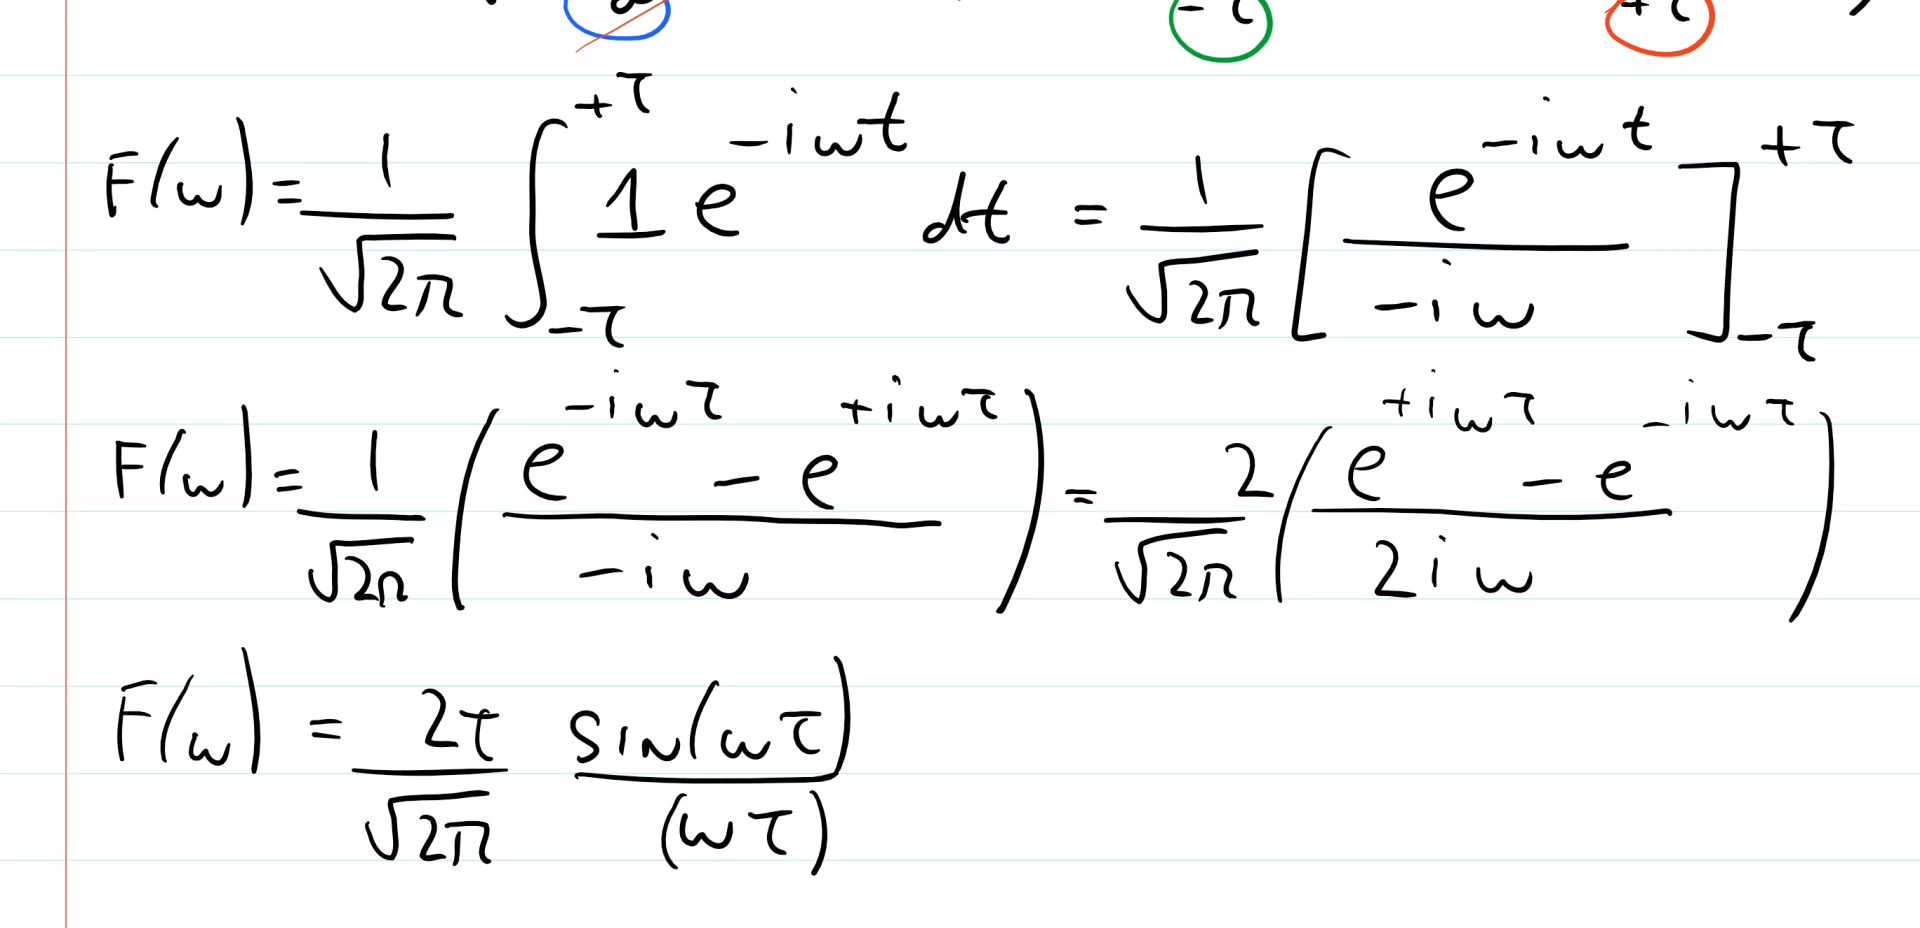 -τ +τ
F(ω) = 1/√2π ∫_{-τ}^{+τ} 1 e^{-iωt} dt = 1/√2π [e^{-iωt}/-iω]_{-τ}^{+τ}
F(ω) = 1/√2π (e^{-iωτ} - e^{+iωτ}/-iω) = 2/√2π (e^{+iωτ} - e^{-iωτ}/2iω)
F(ω) = 2τ/√2π sin(ωτ)/(ωτ)